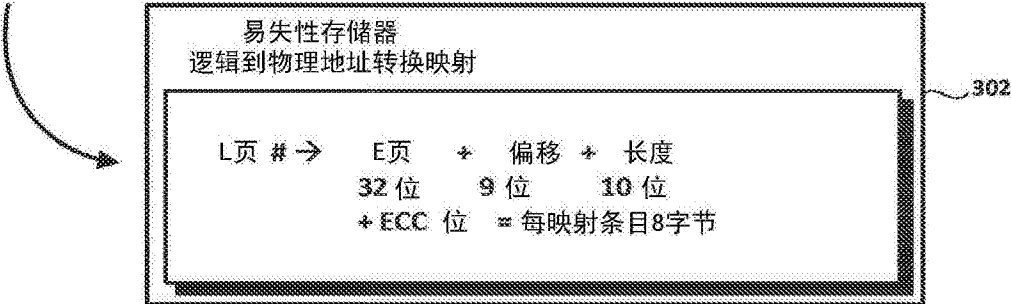 易失性存储器
逻辑到物理地址转换映射
302
L页 # → E页 + 偏移 + 长度
32 位 9 位 10 位
+ ECC 位 = 每映射条目8字节